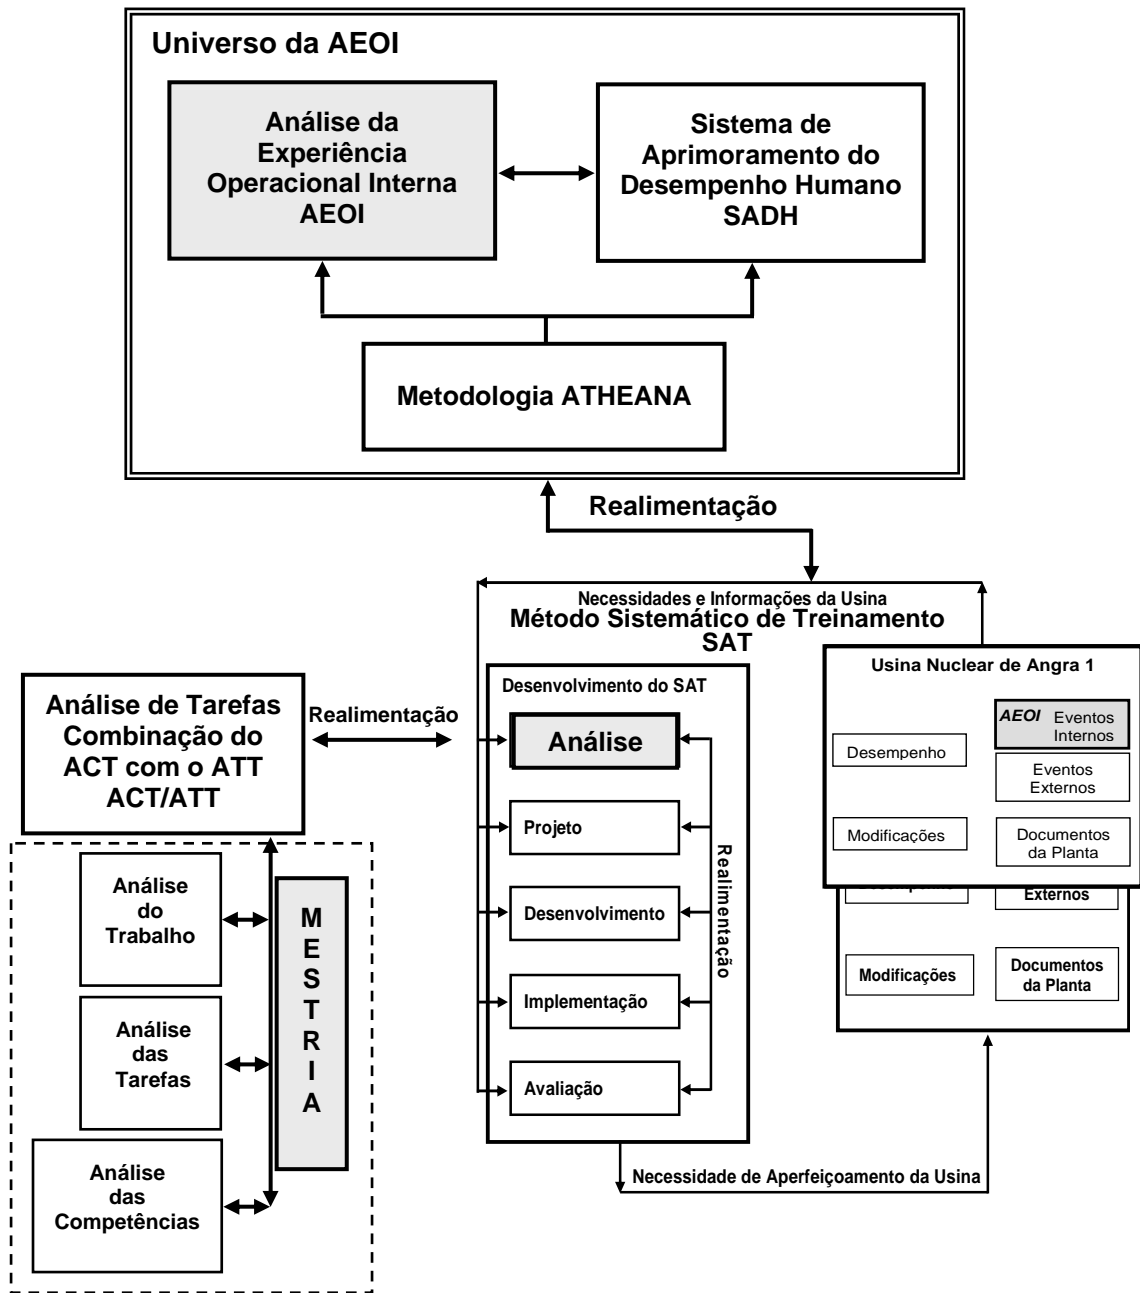 Universo da AEOI
Análise da
Experiência
Operacional Interna
AEOI
Sistema de
Aprimoramento do
Desempenho Humano
SADH
Metodologia ATHEANA
Realimentação
Necessidades e Informações da Usina
Método Sistemático de Treinamento
SAT
Análise de Tarefas
Combinação do
ACT com o ATT
ACT/ATT
Realimentação
Análise
do
Trabalho
Análise
das
Tarefas
Análise
das
Competências
M
E
S
T
R
I
A
Desenvolvimento do SAT
Análise
Projeto
Desenvolvimento
Implementação
Avaliação
Realimentação
Usina Nuclear de Angra 1
Desempenho
AEOI Eventos
Internos
Eventos
Externos
Modificações
Documentos
da Planta
Externos
Modificações
Documentos
da Planta
Necessidade de Aperfeiçoamento da Usina